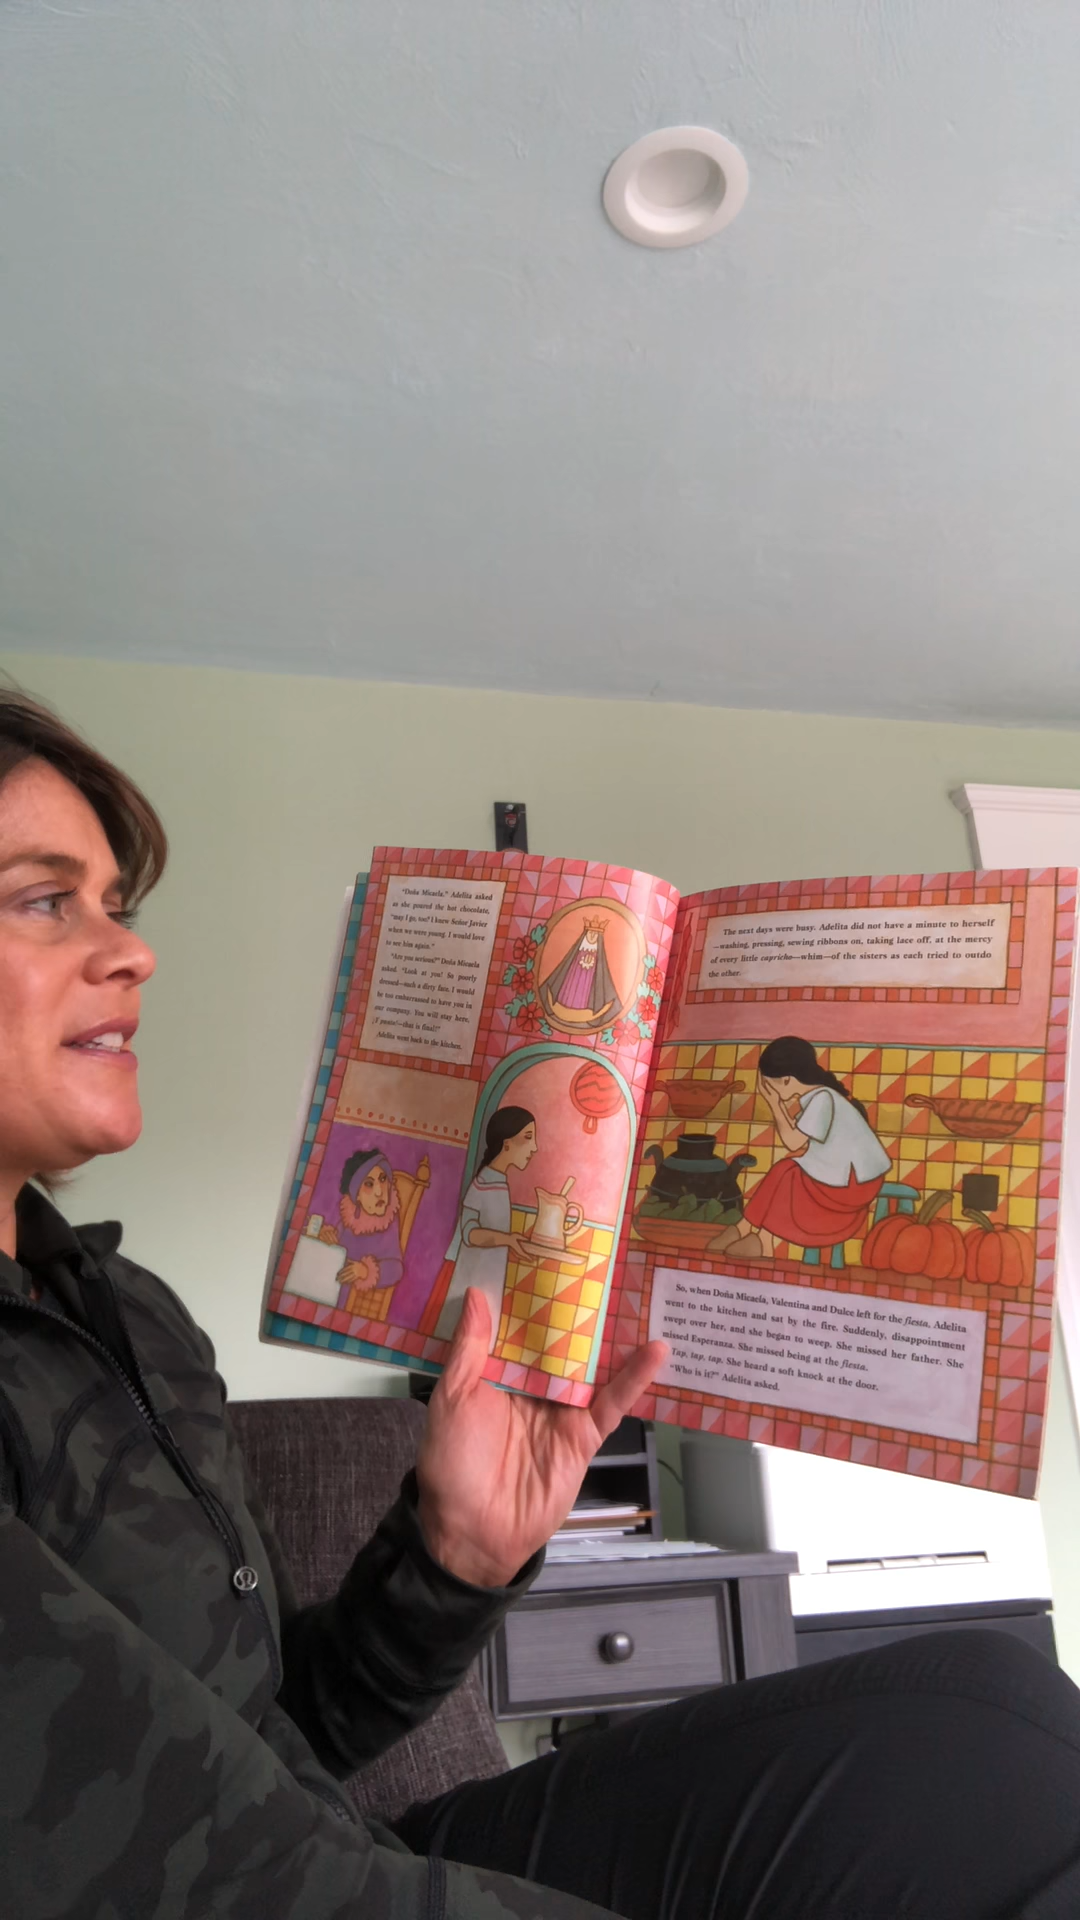 "Doña Micaela," Adelita asked
as she poured the hot chocolate,
"may I go, too? I knew Señor Javier
when we were young. I would love
to see him again."
"Are you serious?" Doña Micaela
asked. "Look at you! So poorly
dressed—such a dirty face. I would
be too embarrassed to have you in
our company. You will stay here.
¡Y punto!—that is final!"
Adelita went back to the kitchen.
The next days were busy. Adelita did not have a minute to herself
—washing, pressing, sewing ribbons on, taking lace off, at the mercy
of every little capricho—whim—of the sisters as each tried to outdo
the other.
So, when Doña Micaela, Valentina and Dulce left for the fiesta, Adelita
went to the kitchen and sat by the fire. Suddenly, disappointment
swept over her, and she began to weep. She missed her father. She
missed Esperanza. She missed being at the fiesta.
Tap, tap, tap. She heard a soft knock at the door.
"Who is it?" Adelita asked.